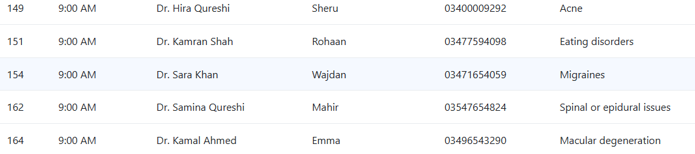 149 9:00 AM Dr. Hira Qureshi Sheru 03400009292 Acne
151 9:00 AM Dr. Kamran Shah Rohaan 03477594098 Eating disorders
154 9:00 AM Dr. Sara Khan Wajdan 03471654059 Migraines
162 9:00 AM Dr. Samina Qureshi Mahir 03547654824 Spinal or epidural issues
164 9:00 AM Dr. Kamal Ahmed Emma 03496543290 Macular degeneration